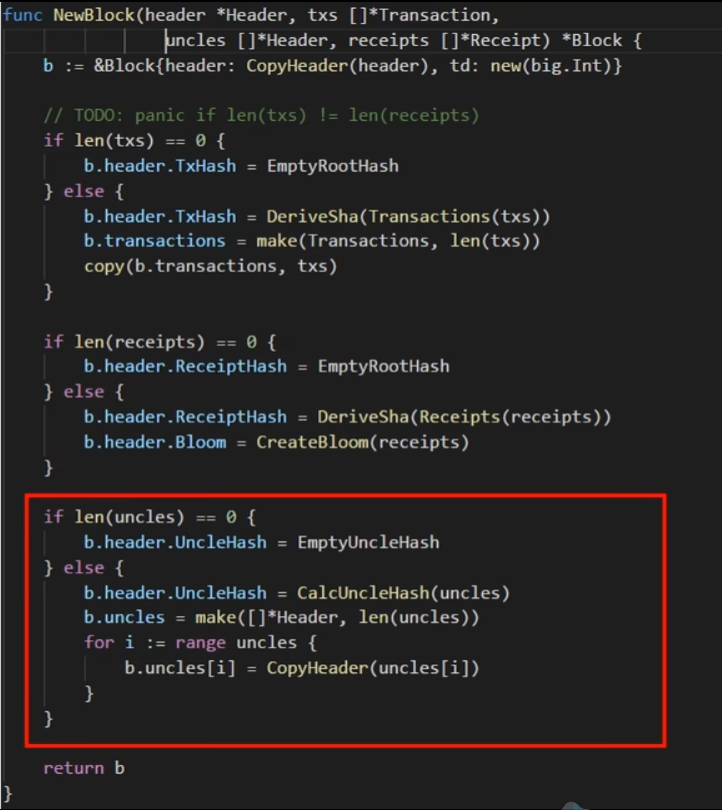 func NewBlock(header *Header, txs []*Transaction,
uncles []*Header, receipts []*Receipt) *Block {
b := &Block{header: CopyHeader(header), td: new(big.Int)}
// TODO: panic if len(txs) != len(receipts)
if len(txs) == 0 {
b.header.TxHash = EmptyRootHash
} else {
b.header.TxHash = DeriveSha(Transactions(txs))
b.transactions = make(Transactions, len(txs))
copy(b.transactions, txs)
}
if len(receipts) == 0 {
b.header.ReceiptHash = EmptyRootHash
} else {
b.header.ReceiptHash = DeriveSha(Receipts(receipts))
b.header.Bloom = CreateBloom(receipts)
}
if len(uncles) == 0 {
b.header.UncleHash = EmptyUncleHash
} else {
b.header.UncleHash = CalcUncleHash(uncles)
b.uncles = make([]*Header, len(uncles))
for i := range uncles {
b.uncles[i] = CopyHeader(uncles[i])
}
}
return b
}